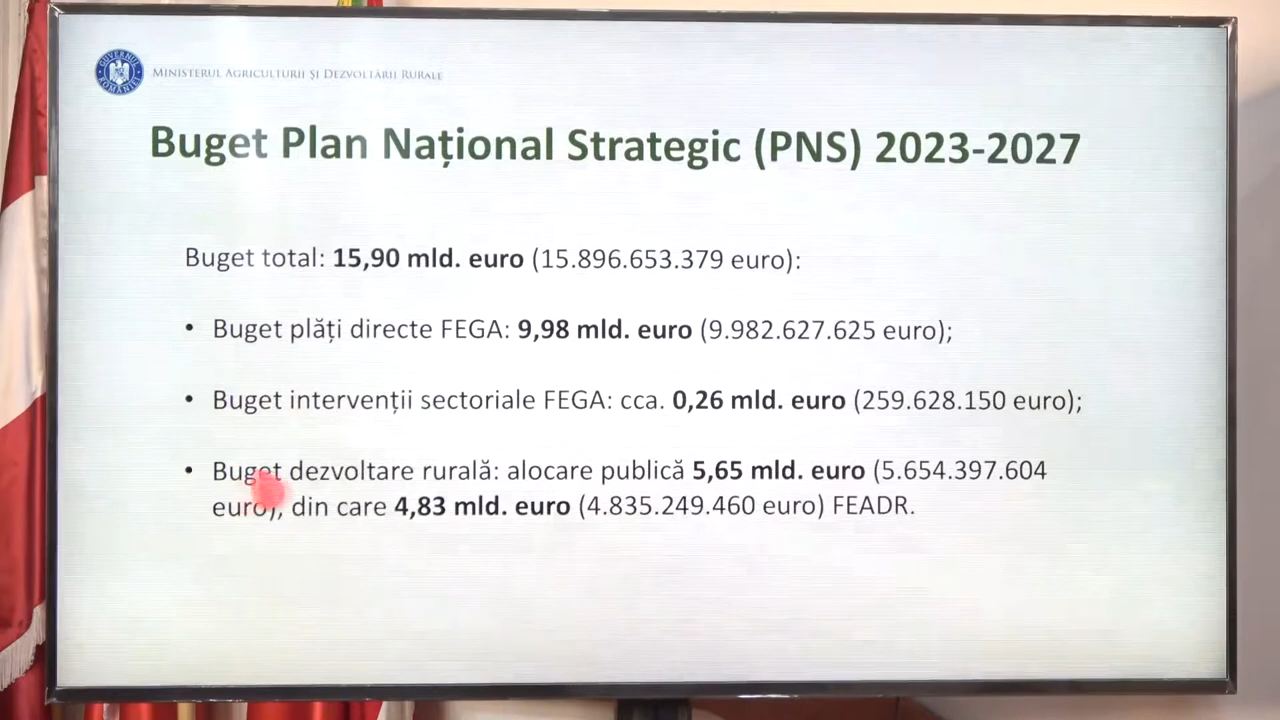 GUVERNUL ROMÂNIEI
MINISTERUL AGRICULTURII ȘI DEZVOLTĂRII RURALE
Buget Plan Național Strategic (PNS) 2023-2027
Buget total: 15,90 mld. euro (15.896.653.379 euro):
• Buget plăți directe FEGA: 9,98 mld. euro (9.982.627.625 euro);
• Buget intervenții sectoriale FEGA: cca. 0,26 mld. euro (259.628.150 euro);
• Buget dezvoltare rurală: alocare publică 5,65 mld. euro (5.654.397.604
euro), din care 4,83 mld. euro (4.835.249.460 euro) FEADR.